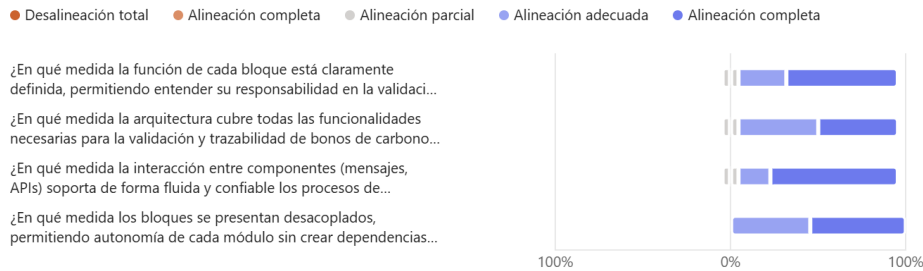 Desalineación total Alineación completa Alineación parcial Alineación adecuada Alineación completa
¿En qué medida la función de cada bloque está claramente
definida, permitiendo entender su responsabilidad en la validaci...
¿En qué medida la arquitectura cubre todas las funcionalidades
necesarias para la validación y trazabilidad de bonos de carbono...
¿En qué medida la interacción entre componentes (mensajes,
APIs) soporta de forma fluida y confiable los procesos de...
¿En qué medida los bloques se presentan desacoplados,
permitiendo autonomía de cada módulo sin crear dependencias...
100% 0% 100%